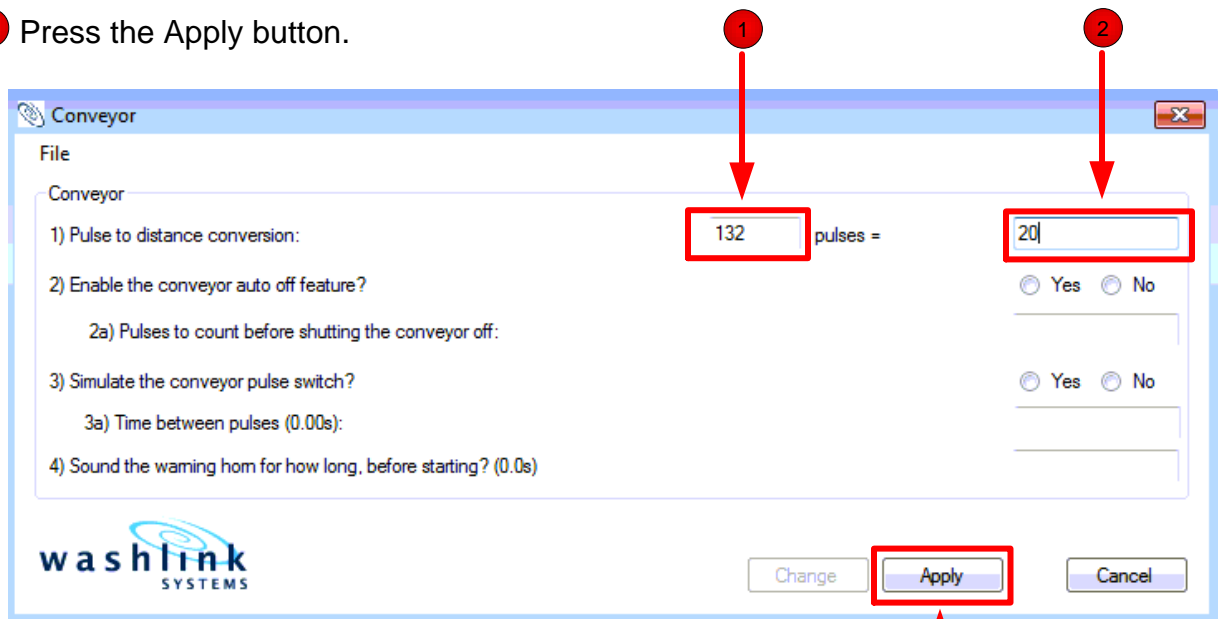 Press the Apply button.
1
2
Conveyor
File
Conveyor
1) Pulse to distance conversion: 132 pulses = 20
2) Enable the conveyor auto off feature? Yes No
2a) Pulses to count before shutting the conveyor off:
3) Simulate the conveyor pulse switch? Yes No
3a) Time between pulses (0.00s):
4) Sound the warning horn for how long, before starting? (0.0s)
washlink
SYSTEMS
Change Apply Cancel